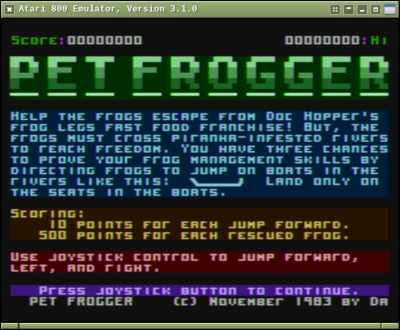 Atari 800 Emulator, Version 3.1.0
Score:00000000 00000000:Hi
PET FROGGER
Help the frogs escape from Doc Hopper's
frog legs fast food franchise! But, the
frogs must cross piranha-infested rivers
to reach freedom. You have three chances
to prove your frog management skills by
directing frogs to jump on boats in the
rivers like this: Land only on
the seats in the boats.
Scoring:
10 points for each jump forward.
500 points for each rescued frog.
Use joystick control to jump forward,
left, and right.
Press joystick button to continue.
PET FROGGER (c) November 1983 by Da